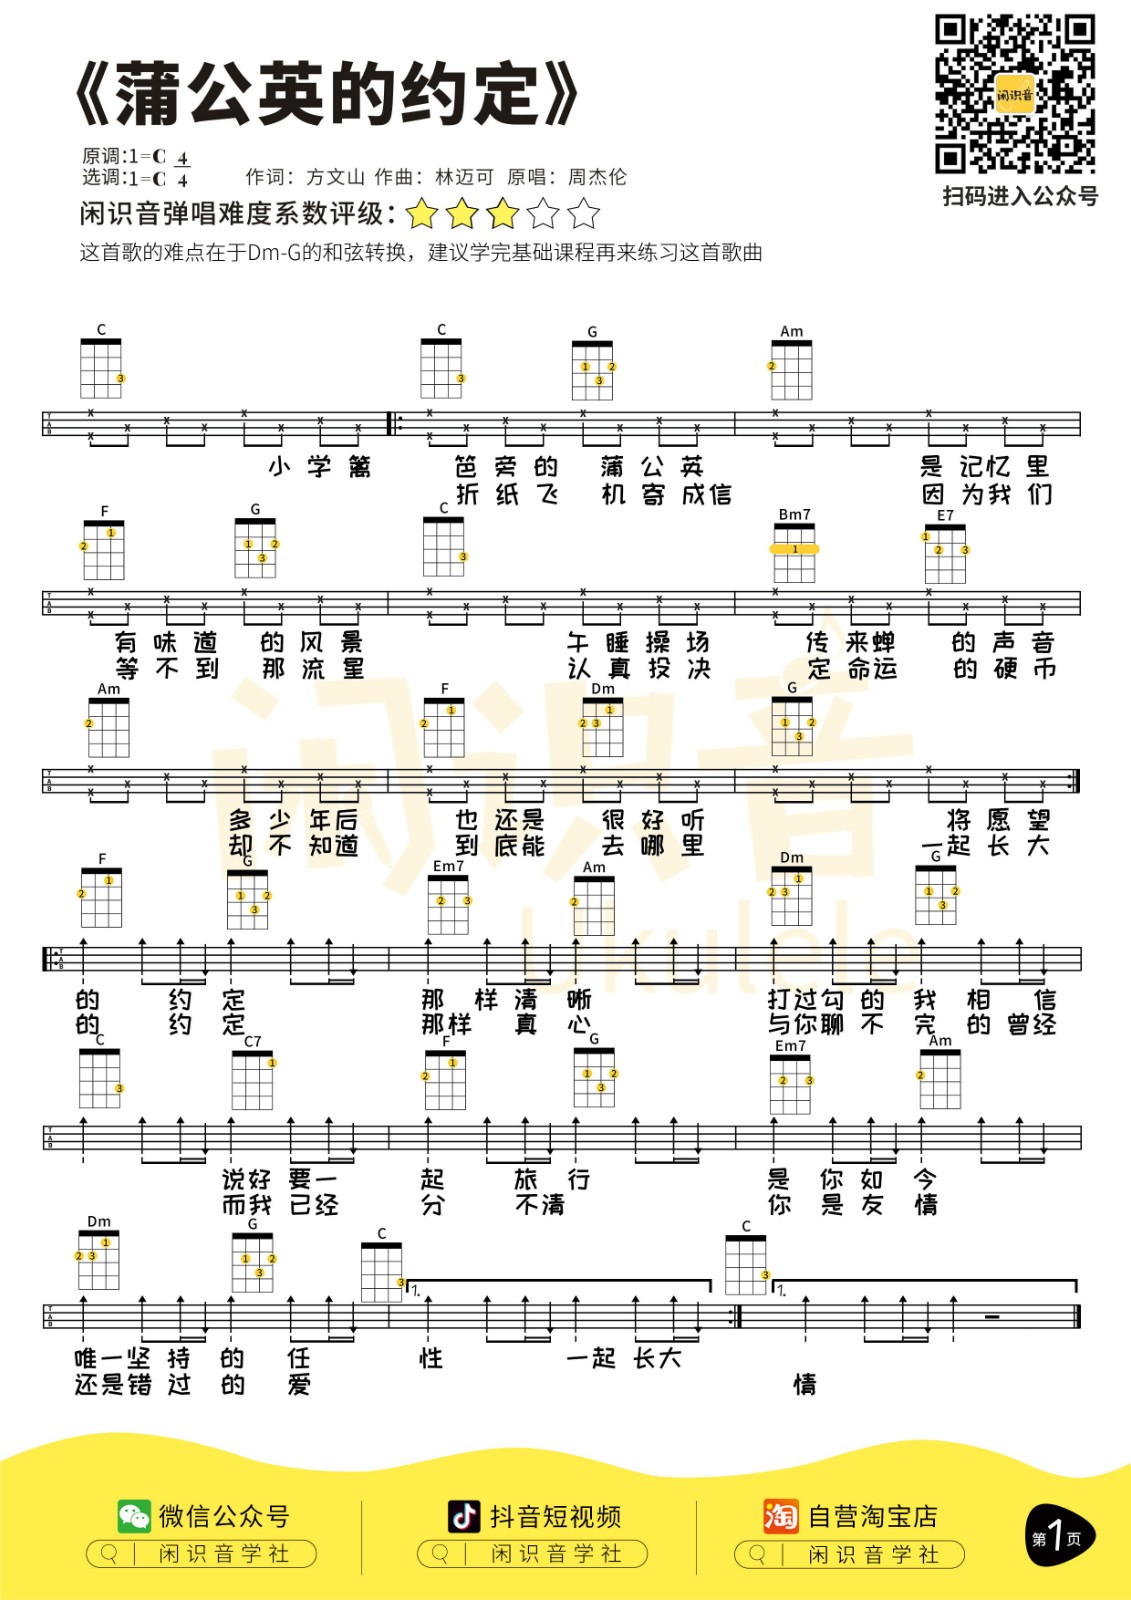 《蒲公英的约定》
闲识音
扫码进入公众号
原调:1=C 4
选调:1=C 4
作词：方文山 作曲：林迈可 原唱：周杰伦
闲识音弹唱难度系数评级：
这首歌的难点在于Dm-G的和弦转换，建议学完基础课程再来练习这首歌曲
C C G Am
小 学 篱 笆 旁 的 蒲 公 英 是 记忆 里
折 纸 飞 机 寄 成信 因 为我 们
F G C Bm7 E7
有 味 道 的 风 景 午 睡 操 场 传 来蝉 的 声 音
等 不 到 那 流 星 认 真 投 决 定 命运 的 硬 币
Am F Dm G
多 少 年后 也 还是 很 好 听 将 愿 望
却 不 知道 到 底能 去 哪 里 一起 长 大
F G Em7 Am Dm G
的 约 定 那 样 清 晰 打过勾 的 我 相 信
的 约 定 那样 真 心 与你聊 不 完 的 曾经
C C7 F G Em7 Am
说好 要一 起 旅 行 是 你 如 今
而我 已经 分 不清 你 是 友 情
Dm G C C
1. 1.
唯一坚 持 的 任 性 一起 长大
还是错 过 的 爱 情
闲识音
Ukulele
微信公众号 抖音短视频 自营淘宝店
闲识音学社 闲识音学社 闲识音学社
第1页